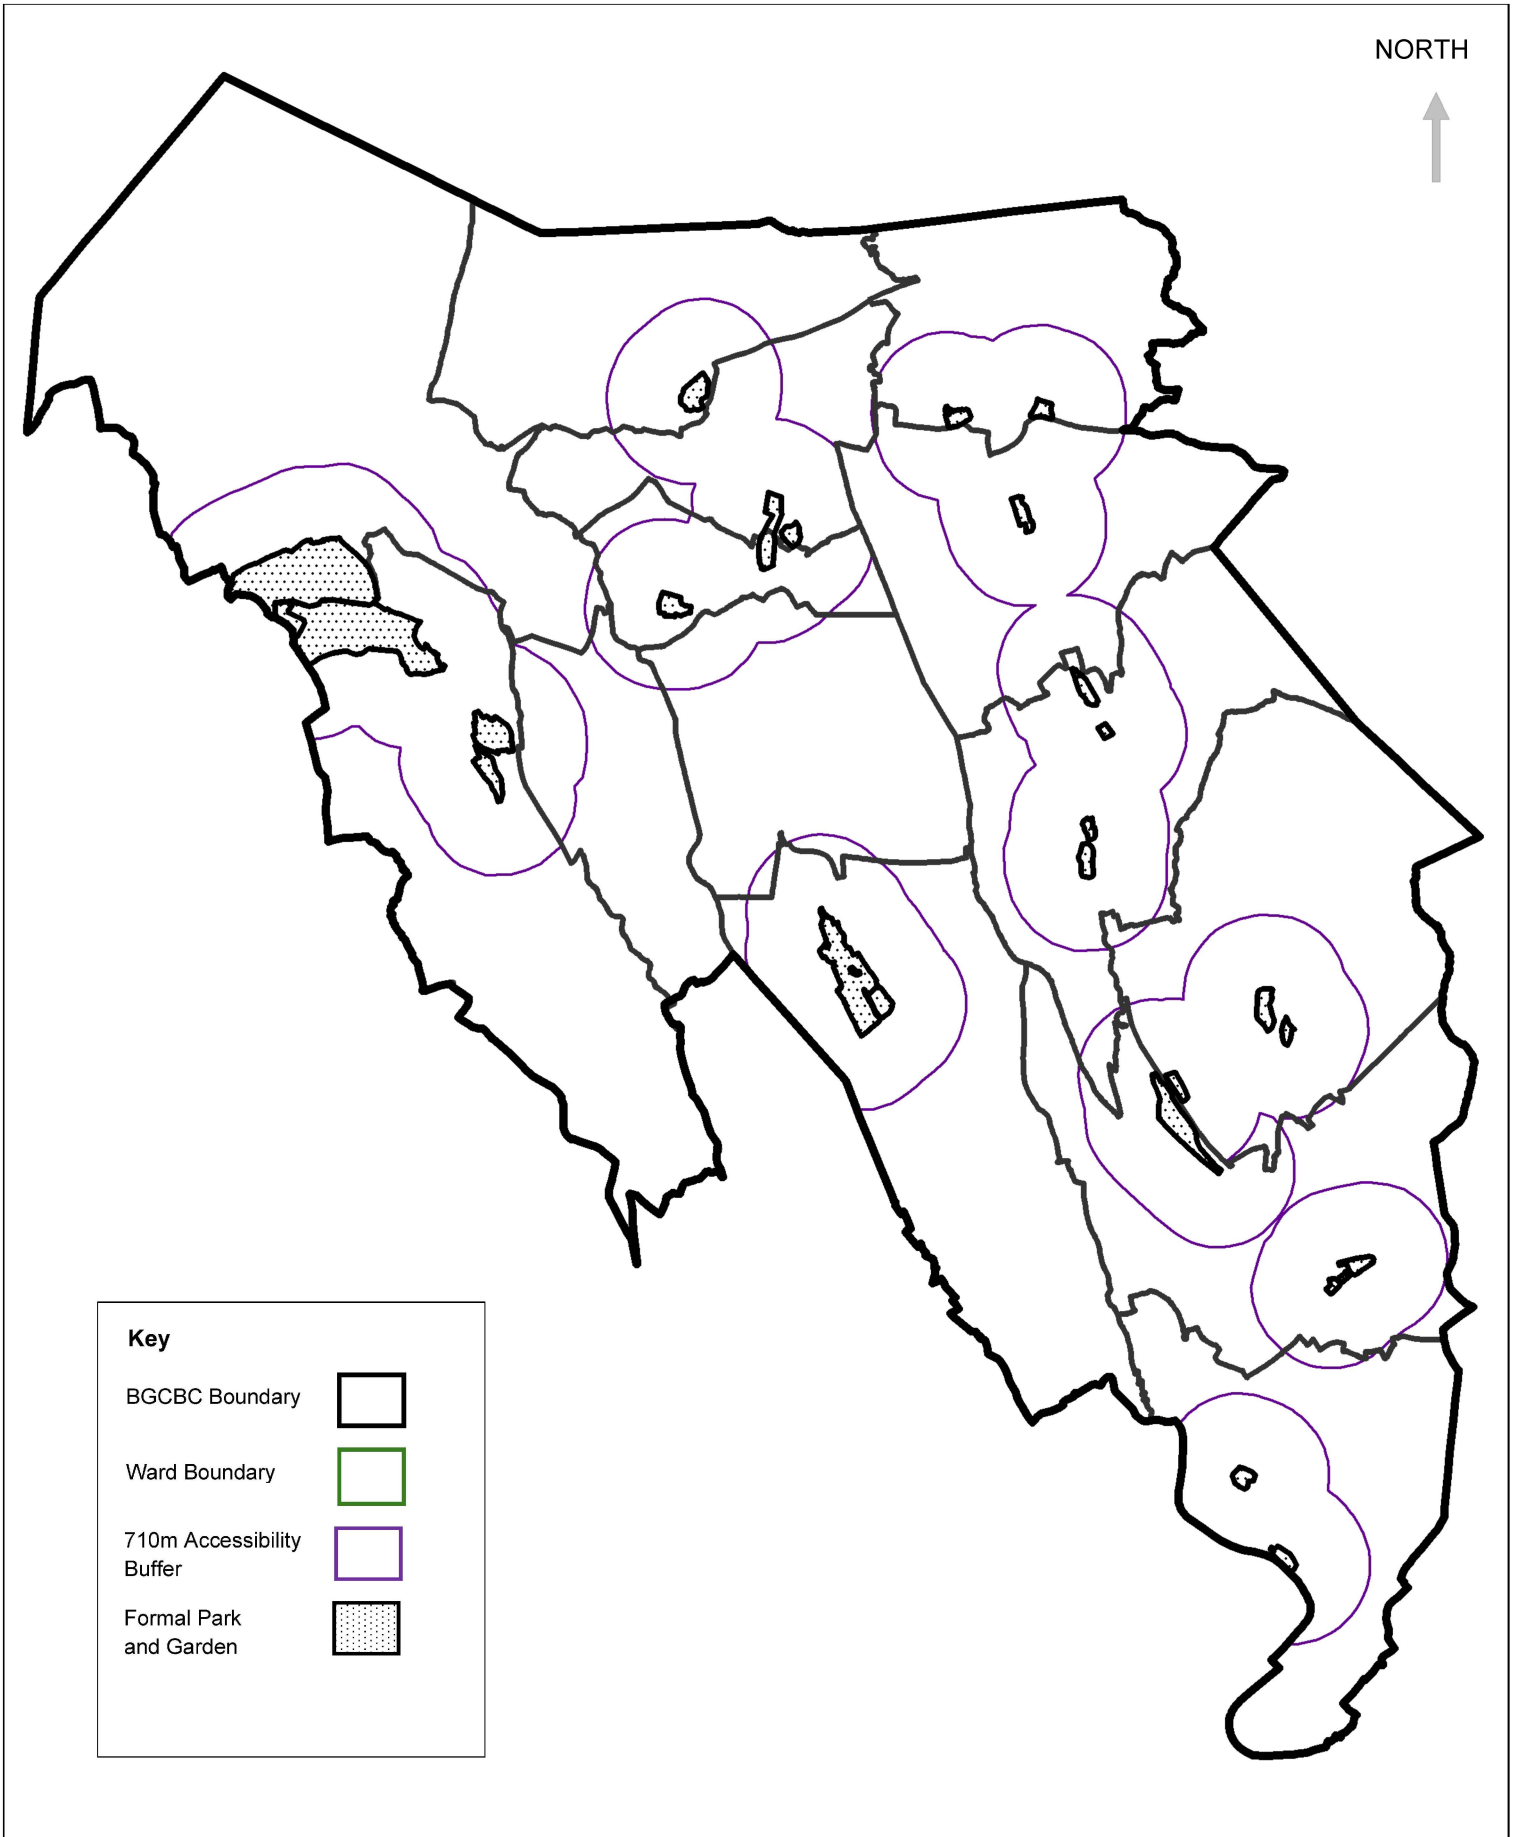 NORTH
Key
BGCBC Boundary
Ward Boundary
710m Accessibility
Buffer
Formal Park
and Garden